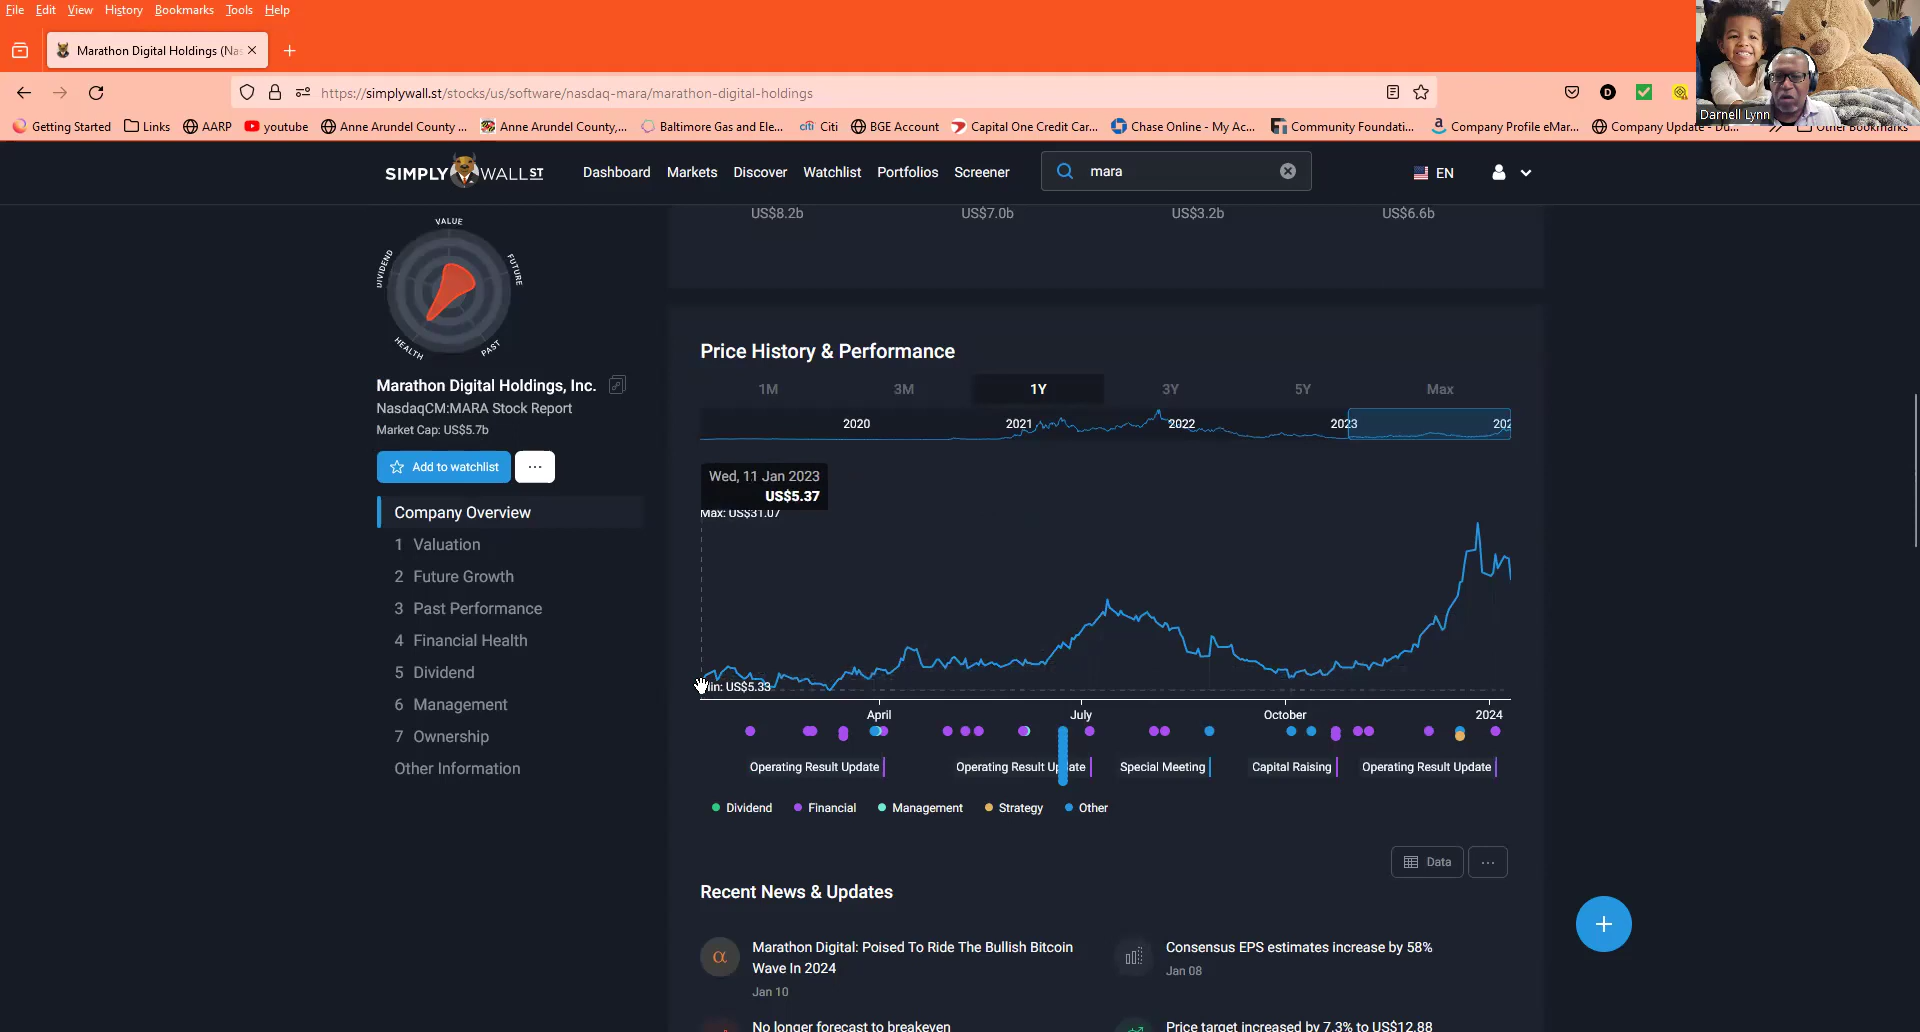 File Edit View History Bookmarks Tools Help
Marathon Digital Holdings (Na
https://simplywall.st/stocks/us/software/nasdaq-mara/marathon-digital-holdings
Darnell Lynn
Getting Started Links AARP youtube Anne Arundel County ... Anne Arundel County,... Baltimore Gas and Ele... citi Citi BGE Account Capital One Credit Car... Chase Online - My Ac... Community Foundati... Company Profile eMar... Company Update - Du... Other Bookmarks
SIMPLY WALL ST Dashboard Markets Discover Watchlist Portfolios Screener mara EN
US$8.2b US$7.0b US$3.2b US$6.6b
VALUE
FUTURE
PAST
HEALTH
DIVIDEND
Marathon Digital Holdings, Inc.
NasdaqCM:MARA Stock Report
Market Cap: US$5.7b
Add to watchlist ...
Company Overview
1 Valuation
2 Future Growth
3 Past Performance
4 Financial Health
5 Dividend
6 Management
7 Ownership
Other Information
Price History & Performance
1M 3M 1Y 3Y 5Y Max
2020 2021 2022 2023 202
Wed, 11 Jan 2023
US$5.37
Max: US$31.07
US$5.33
April July October 2024
Operating Result Update Operating Result Update Special Meeting Capital Raising Operating Result Update
Dividend Financial Management Strategy Other
Data ...
Recent News & Updates
Marathon Digital: Poised To Ride The Bullish Bitcoin
Wave In 2024
Jan 10
Consensus EPS estimates increase by 58%
Jan 08
No longer forecast to breakeven
Price target increased by 7.3% to US$12.88